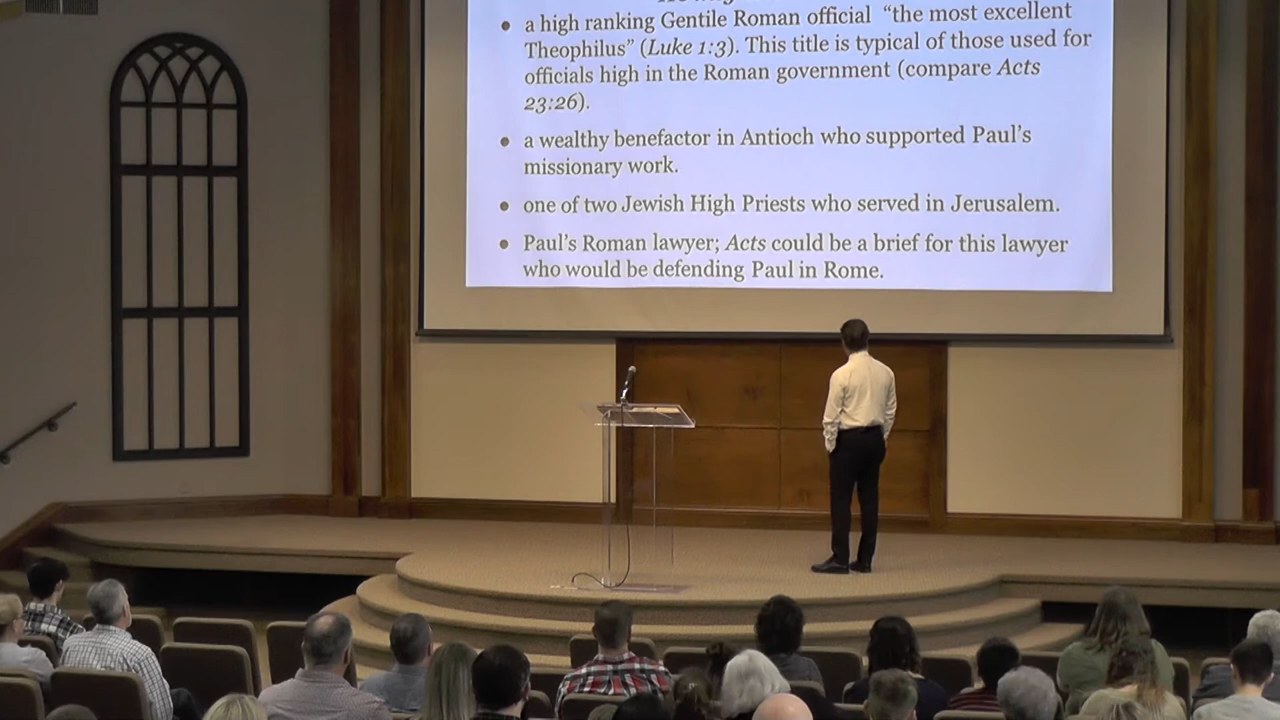 • a high ranking Gentile Roman official “the most excellent
Theophilus” (Luke 1:3). This title is typical of those used for
officials high in the Roman government (compare Acts
23:26).
• a wealthy benefactor in Antioch who supported Paul’s
missionary work.
• one of two Jewish High Priests who served in Jerusalem.
• Paul’s Roman lawyer; Acts could be a brief for this lawyer
who would be defending Paul in Rome.